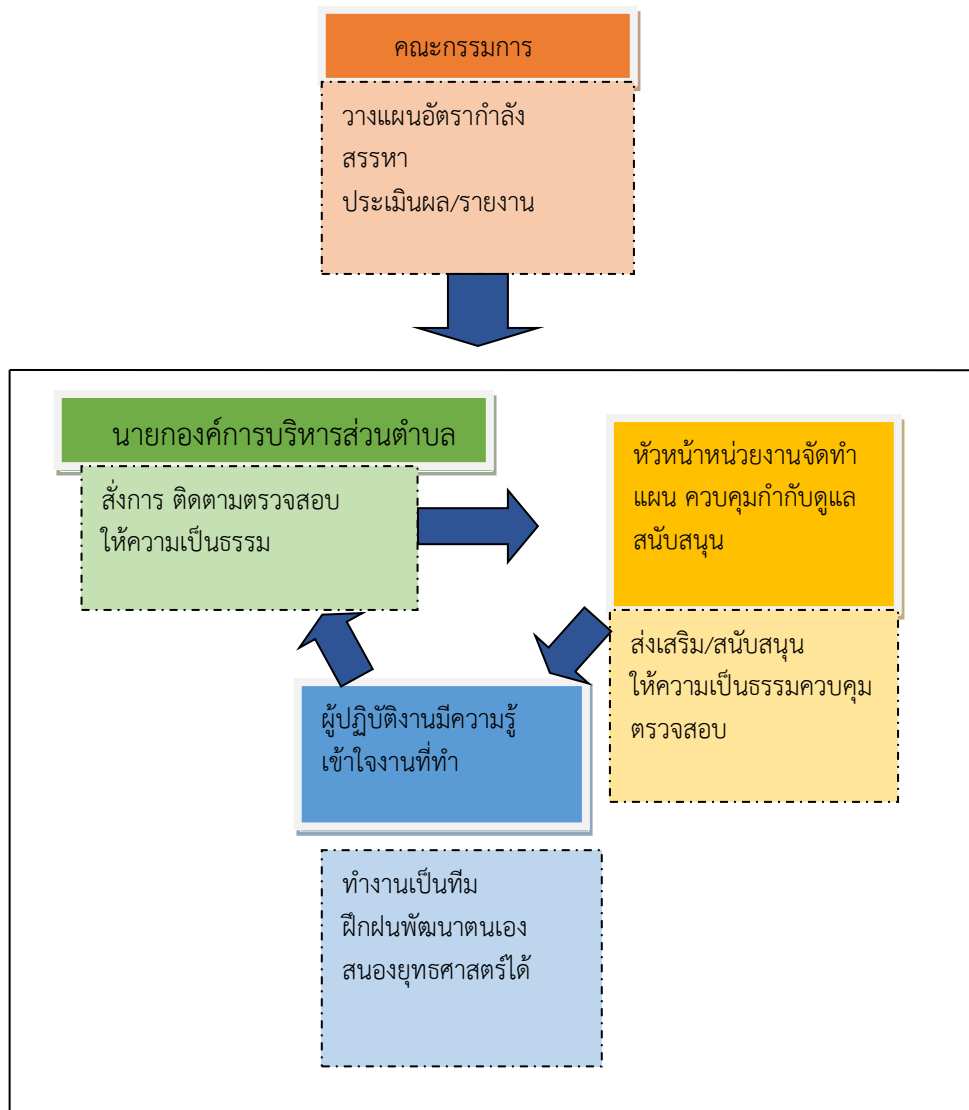 คณะกรรมการ
วางแผนอัตรากำลัง
สรรหา
ประเมินผล/รายงาน
นายกองค์การบริหารส่วนตำบล
สั่งการ ติดตามตรวจสอบ
ให้ความเป็นธรรม
หัวหน้าหน่วยงานจัดทำ
แผน ควบคุมกำกับดูแล
สนับสนุน
ส่งเสริม/สนับสนุน
ให้ความเป็นธรรมควบคุม
ตรวจสอบ
ผู้ปฏิบัติงานมีความรู้
เข้าใจงานที่ทำ
ทำงานเป็นทีม
ฝึกฝนพัฒนาตนเอง
สนองยุทธศาสตร์ได้